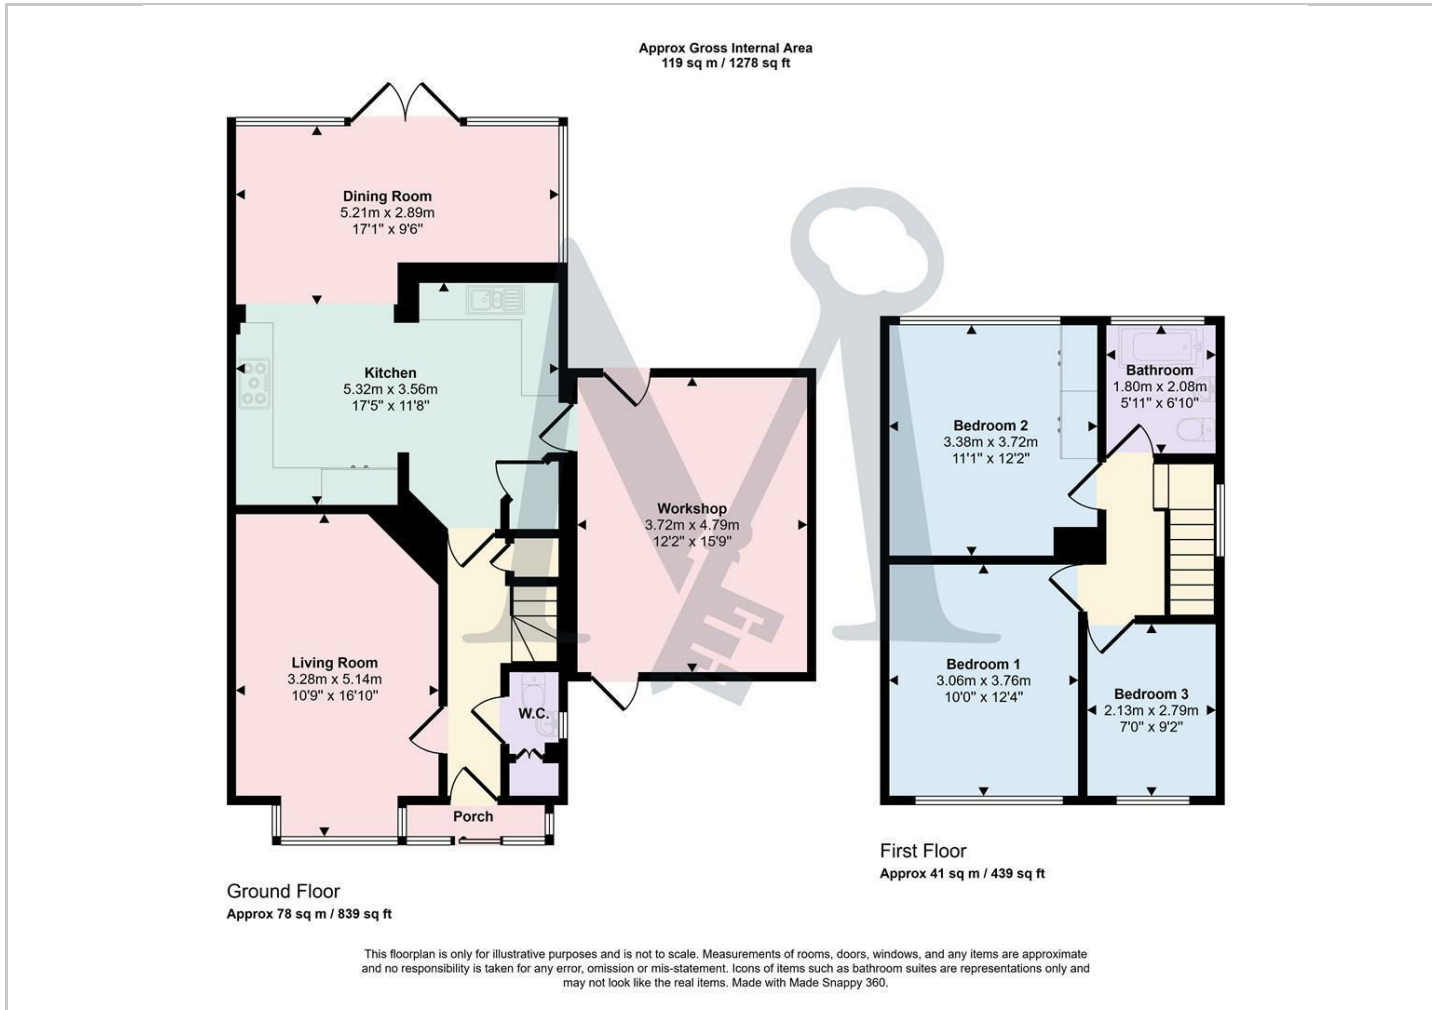 Approx Gross Internal Area
119 sq m / 1278 sq ft
Dining Room
5.21m x 2.89m
17'1" x 9'6"
Kitchen
5.32m x 3.56m
17'5" x 11'8"
Workshop
3.72m x 4.79m
12'2" x 15'9"
Living Room
3.28m x 5.14m
10'9" x 16'10"
W.C.
Porch
Ground Floor
Approx 78 sq m / 839 sq ft
Bathroom
1.80m x 2.08m
5'11" x 6'10"
Bedroom 2
3.38m x 3.72m
11'1" x 12'2"
Bedroom 1
3.06m x 3.76m
10'0" x 12'4"
Bedroom 3
2.13m x 2.79m
7'0" x 9'2"
First Floor
Approx 41 sq m / 439 sq ft
This floorplan is only for illustrative purposes and is not to scale. Measurements of rooms, doors, windows, and any items are approximate
and no responsibility is taken for any error, omission or mis-statement. Icons of items such as bathroom suites are representations only and
may not look like the real items. Made with Made Snappy 360.